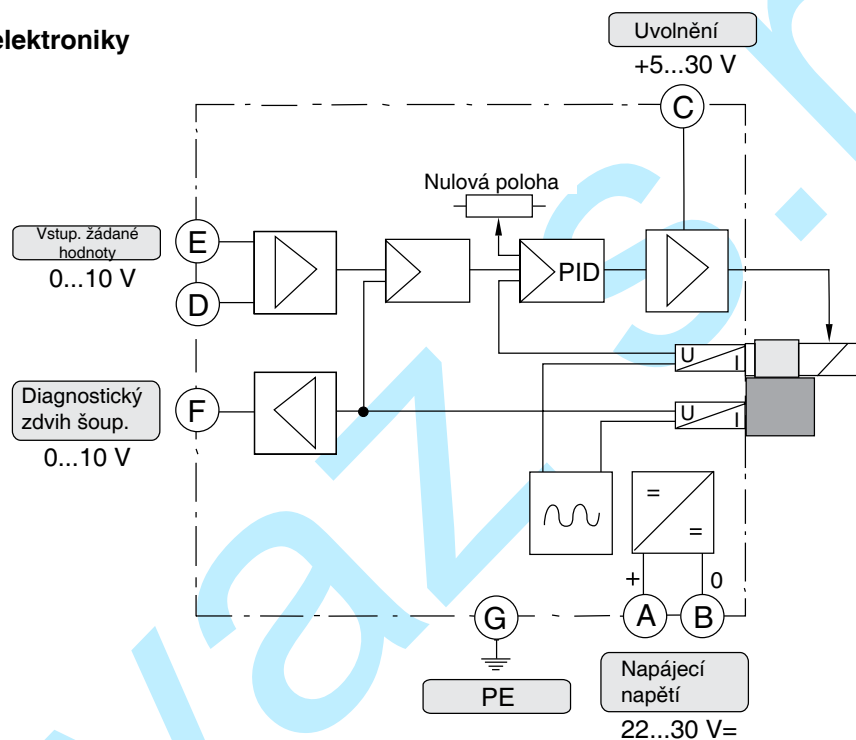 elektroniky
Uvolnění
+5...30 V
C
Nulová poloha
Vstup. žádané
hodnoty
0...10 V
E
D
PID
U
I
Diagnostický
zdvih šoup.
0...10 V
F
U
I
=
=
+
0
G
A
B
PE
Napájecí
napětí
22...30 V=